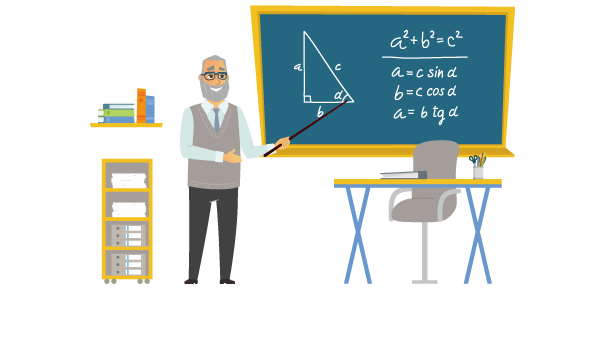 a²+b²=c²
a=c sin α
b=c cos α
a=b tg α
a
c
α
b